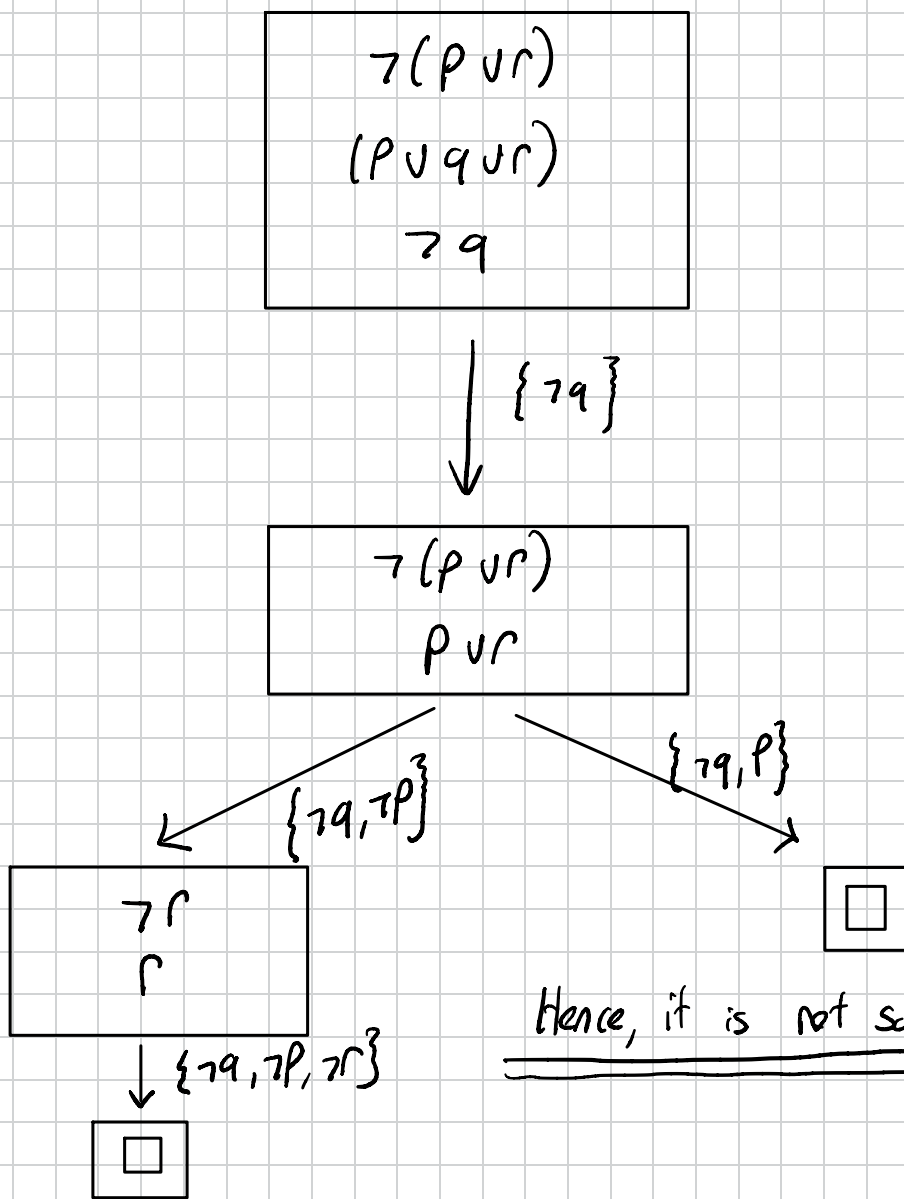 ¬(p ∪ r)
(p ∪ q ∪ r)
¬q
{¬q}
¬(p ∪ r)
p ∪ r
{¬q, ¬p}
{¬q, p}
¬r
r
Hence, it is not
{¬q, ¬p, ¬r}